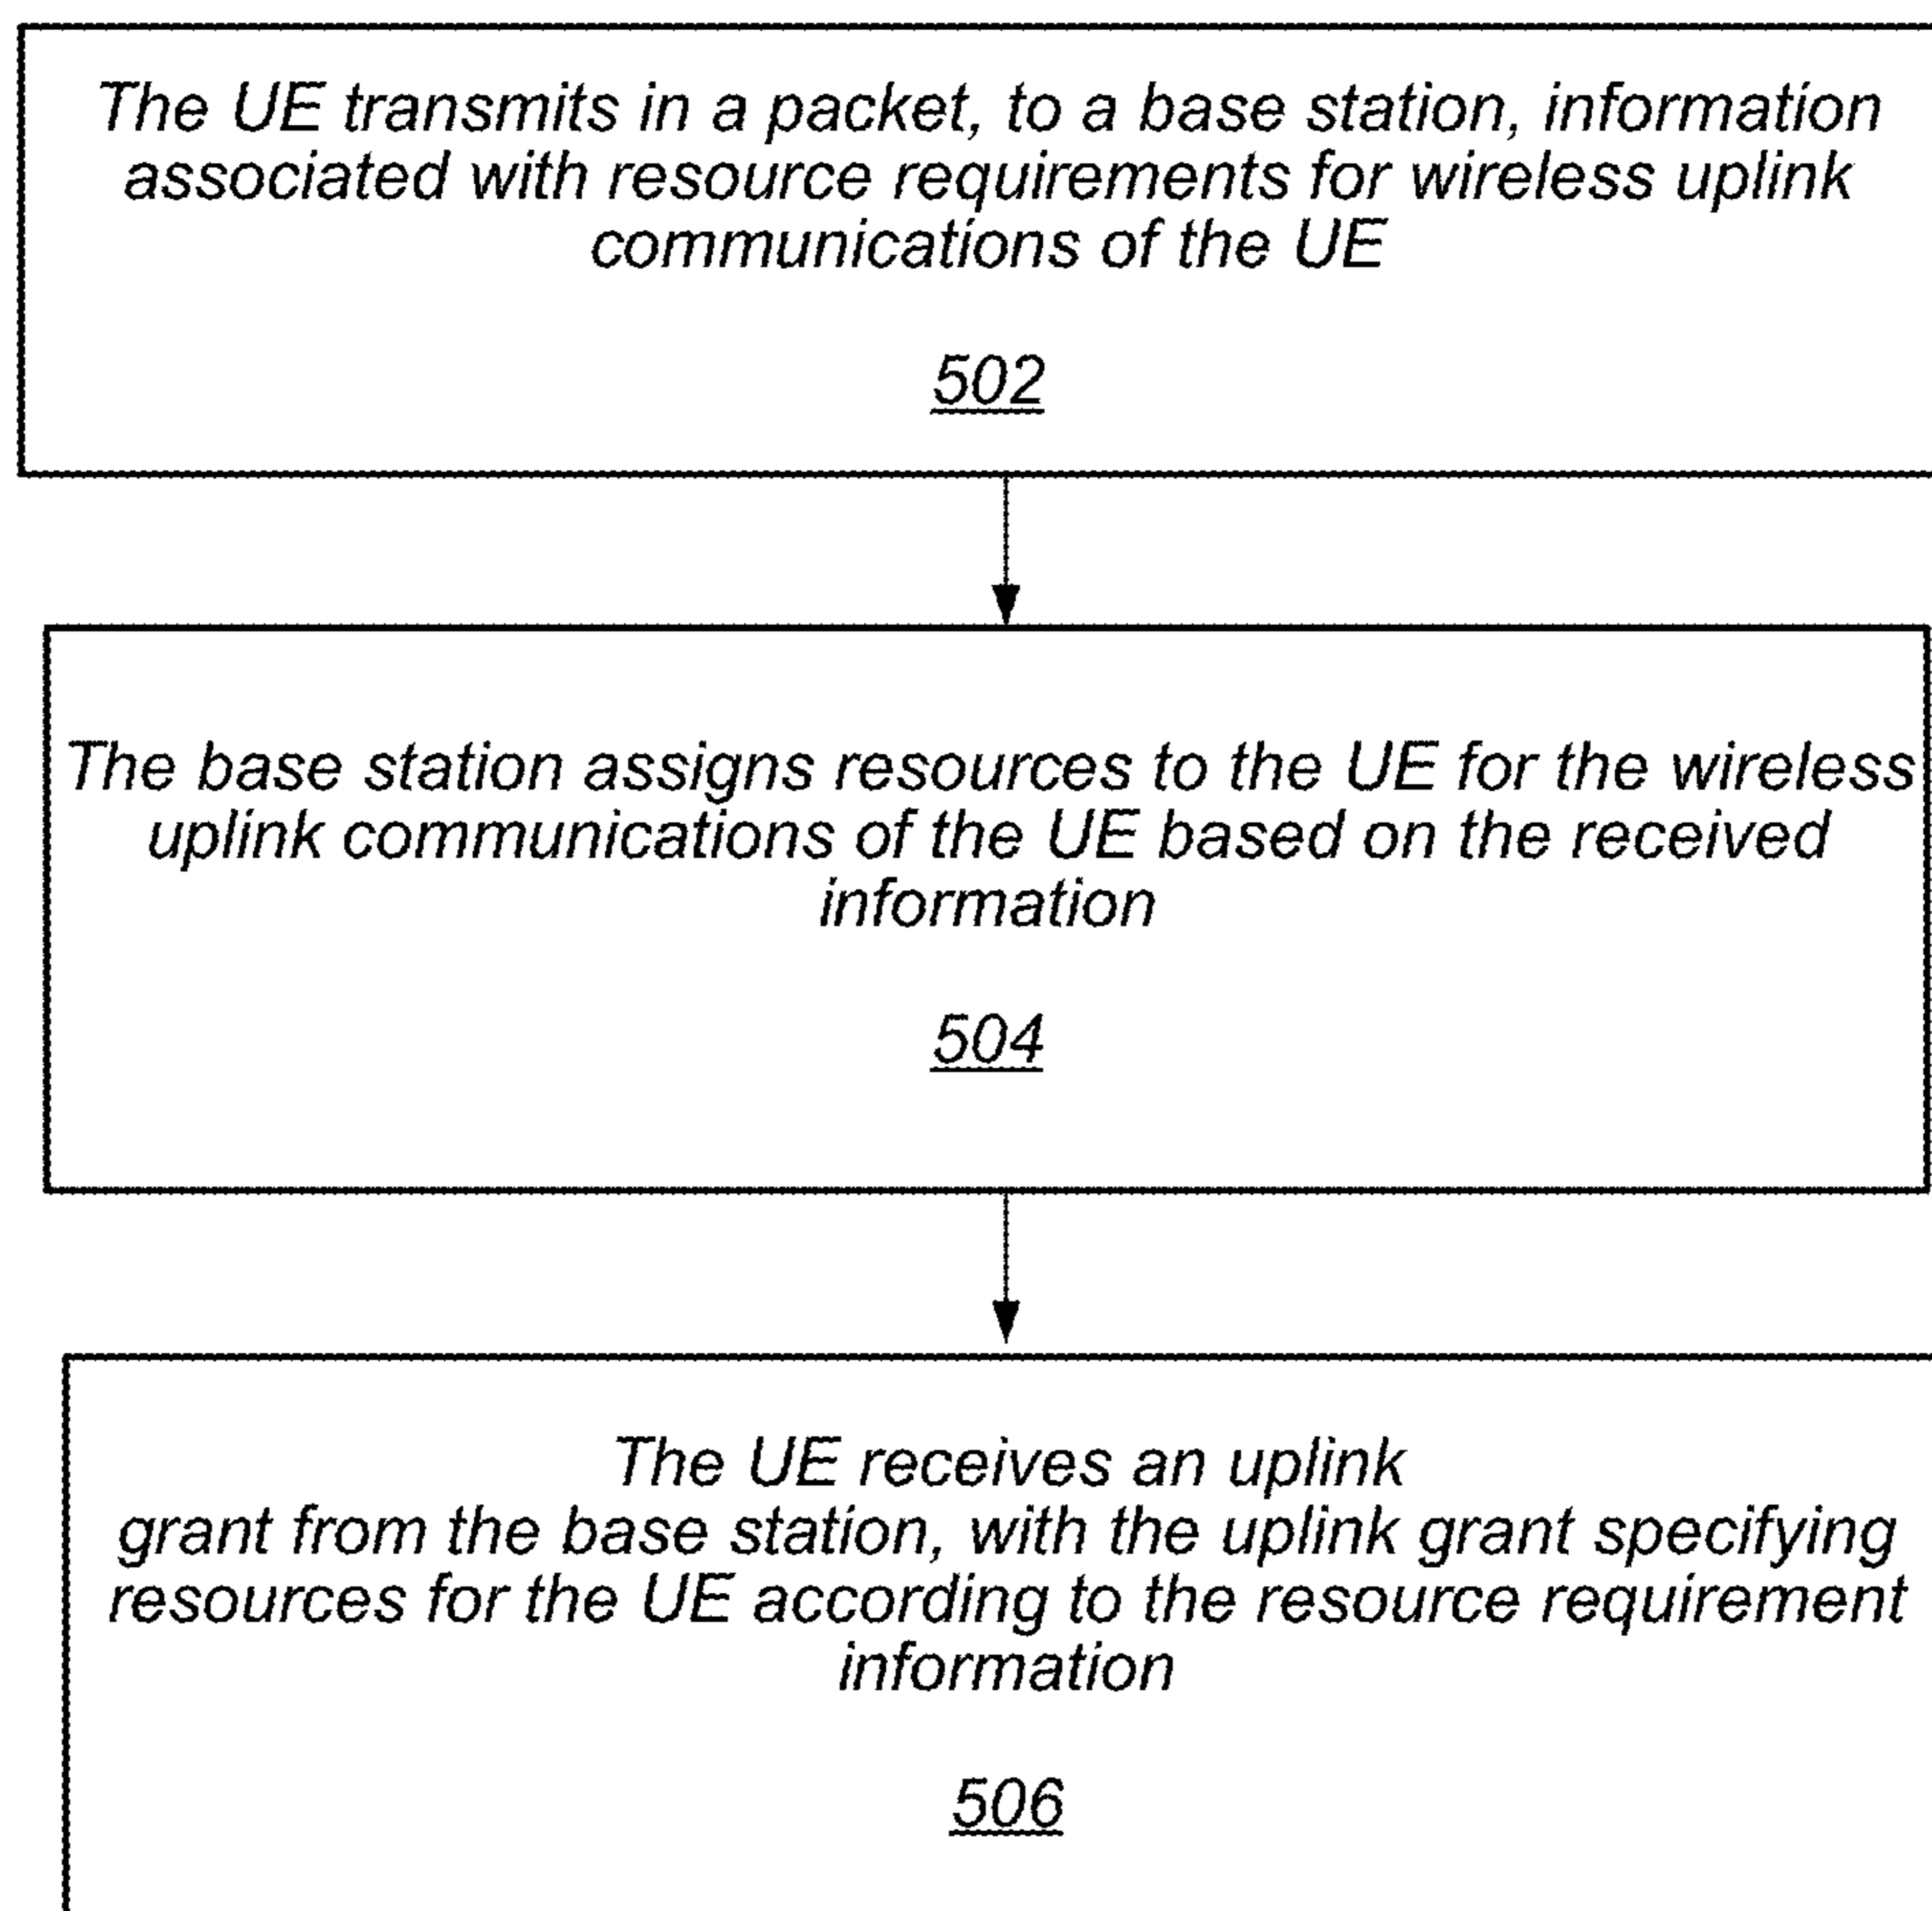 The UE transmits in a packet, to a base station, information
associated with resource requirements for wireless uplink
communications of the UE
502
The base station assigns resources to the UE for the wireless
uplink communications of the UE based on the received
information
504
The UE receives an uplink
grant from the base station, with the uplink grant specifying
resources for the UE according to the resource requirement
information
506